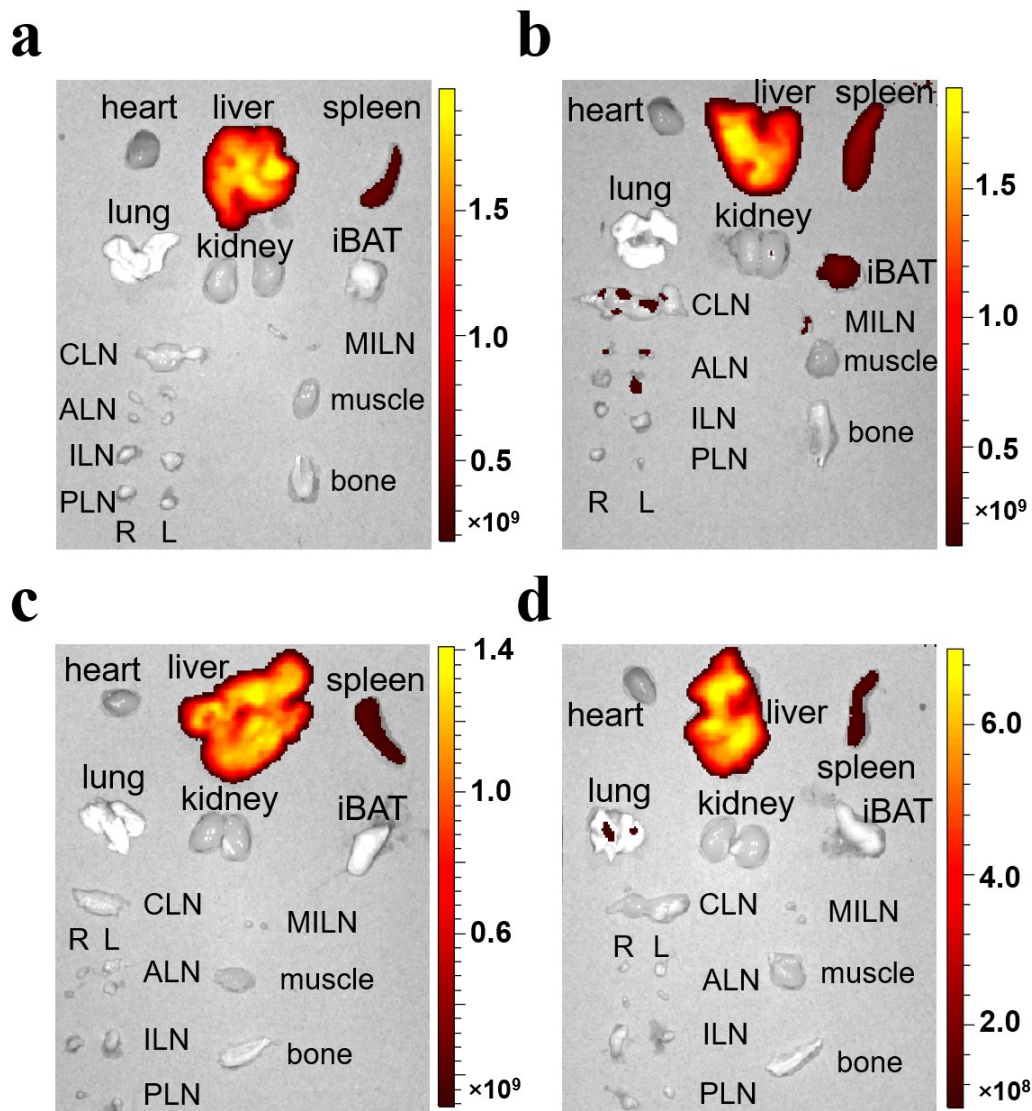 a
heart liver spleen
lung kidney iBAT
CLN MILN
ALN muscle
ILN
PLN bone
R L
1.5
1.0
0.5
×10⁹
b
heart liver spleen
lung kidney
iBAT
CLN MILN
ALN muscle
ILN
PLN bone
R L
1.5
1.0
0.5
×10⁹
c
heart liver spleen
lung kidney iBAT
CLN MILN
R L
ALN muscle
ILN bone
PLN
1.4
1.0
0.6
×10⁹
d
heart liver
spleen
lung kidney iBAT
CLN MILN
R L
ALN muscle
ILN bone
PLN
6.0
4.0
2.0
×10⁸